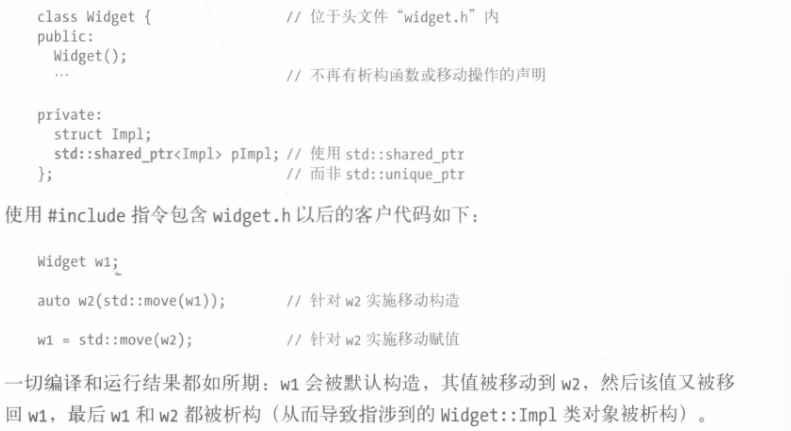 class Widget { // 位于头文件“widget.h”内
public:
Widget();
… // 不再有析构函数或移动操作的声明
private:
struct Impl;
std::shared_ptr<Impl> pImpl; // 使用 std::shared_ptr
}; // 而非 std::unique_ptr
使用 #include 指令包含 widget.h 以后的客户代码如下：
Widget w1;
auto w2(std::move(w1)); // 针对 w2 实施移动构造
w1 = std::move(w2); // 针对 w2 实施移动赋值
一切编译和运行结果都如所期：w1 会被默认构造，其值被移动到 w2，然后该值又被移
回 w1，最后 w1 和 w2 都被析构（从而导致指涉到的 Widget::Impl 类对象被析构）。